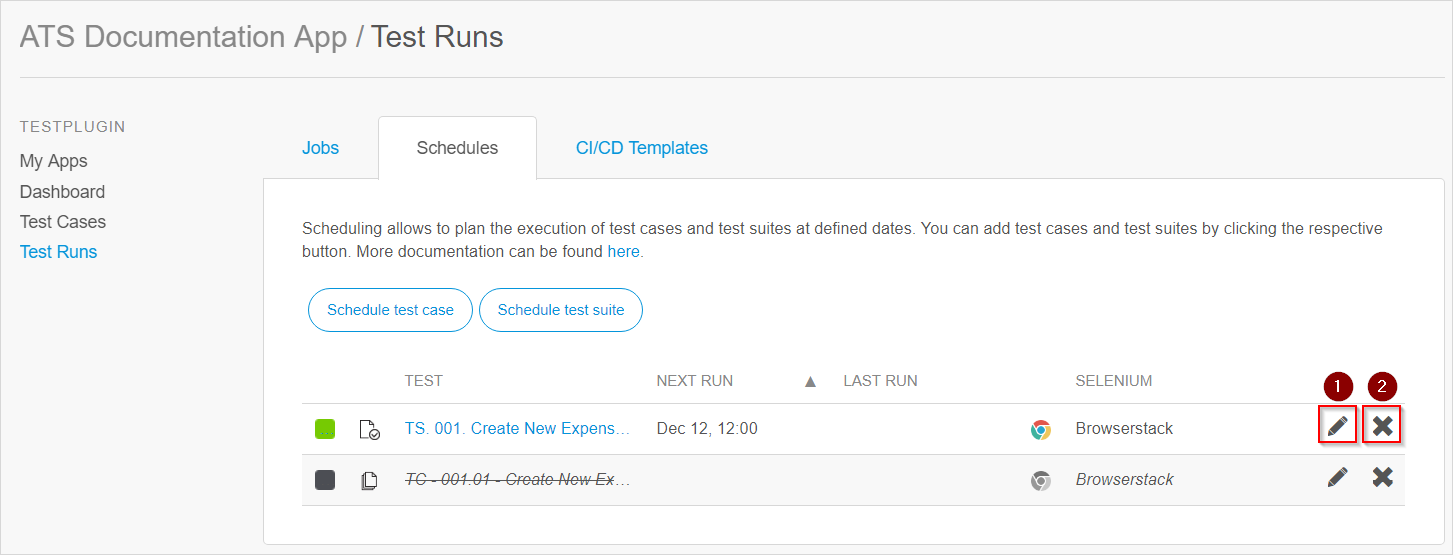 ATS Documentation App / Test Runs
TESTPLUGIN
My Apps
Dashboard
Test Cases
Test Runs
Jobs
Schedules
CI/CD Templates
Scheduling allows to plan the execution of test cases and test suites at defined dates. You can add test cases and test suites by clicking the respective
button. More documentation can be found here.
Schedule test case
Schedule test suite
TEST NEXT RUN ▲ LAST RUN SELENIUM
1 2
TS. 001. Create New Expens… Dec 12, 12:00 Browserstack
TC - 001.01 - Create New Ex… Browserstack